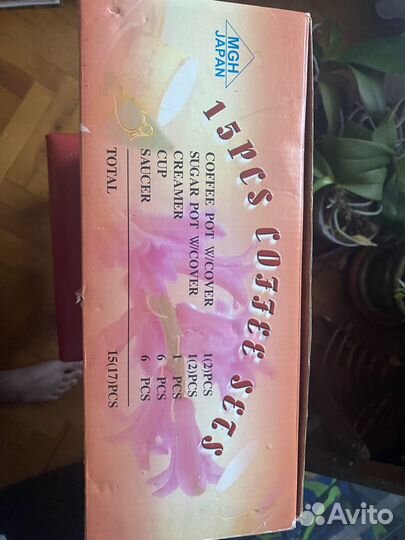 MGH
JAPAN
15PCS COFFEE SETS
COFFEE POT W/COVER 1(2)PCS
SUGAR POT W/COVER 1(2)PCS
CREAMER 1 PCS
CUP 6 PCS
SAUCER 6 PCS
TOTAL 15(17)PCS
Avito